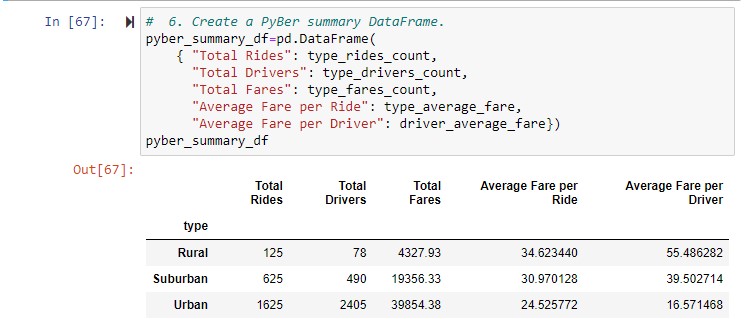 In [67]: # 6. Create a PyBer summary DataFrame.
pyber_summary_df=pd.DataFrame(
    { "Total Rides": type_rides_count,
      "Total Drivers": type_drivers_count,
      "Total Fares": type_fares_count,
      "Average Fare per Ride": type_average_fare,
      "Average Fare per Driver": driver_average_fare})
pyber_summary_df
Out[67]:
Total Rides Total Drivers Total Fares Average Fare per Ride Average Fare per Driver
type
Rural 125 78 4327.93 34.623440 55.486282
Suburban 625 490 19356.33 30.970128 39.502714
Urban 1625 2405 39854.38 24.525772 16.571468